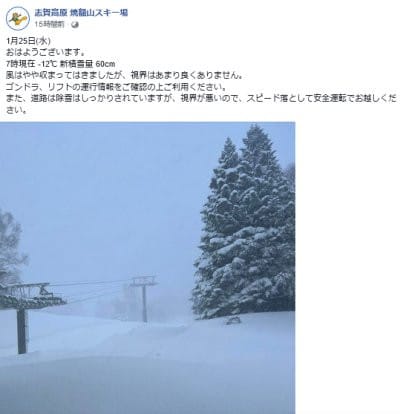 志賀高原 焼額山スキー場
15時間前
1月25日(水)
おはようございます。
7時現在 -12℃ 新積雪量 60cm
風はやや収まってはきましたが、視界はあまり良くありません。
ゴンドラ、リフトの運行情報をご確認の上ご利用ください。
また、道路は除雪はしっかりされていますが、視界が悪いので、スピード落として安全運転でお越しくだ
さい。